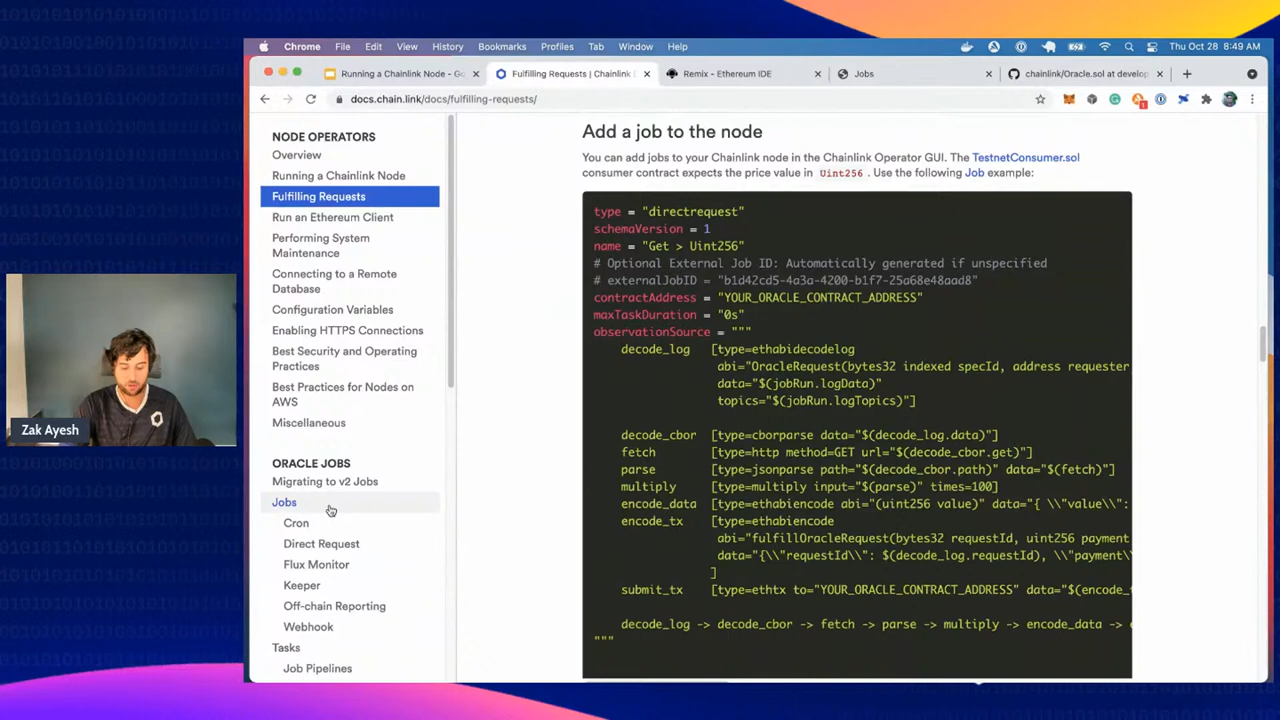 Chrome File Edit View History Bookmarks Profiles Tab Window Help Thu Oct 28 8:49 AM
Running a Chainlink Node - Go
Fulfilling Requests | Chainlink
Remix - Ethereum IDE
Jobs
chainlink/Oracle.sol at develop
docs.chain.link/docs/fulfilling-requests/
NODE OPERATORS
Overview
Running a Chainlink Node
Fulfilling Requests
Run an Ethereum Client
Performing System
Maintenance
Connecting to a Remote
Database
Configuration Variables
Enabling HTTPS Connections
Best Security and Operating
Practices
Best Practices for Nodes on
AWS
Miscellaneous
ORACLE JOBS
Migrating to v2 Jobs
Jobs
Cron
Direct Request
Flux Monitor
Keeper
Off-chain Reporting
Webhook
Tasks
Job Pipelines
Add a job to the node
You can add jobs to your Chainlink node in the Chainlink Operator GUI. The TestnetConsumer.sol
consumer contract expects the price value in Uint256. Use the following Job example:
type = "directrequest"
schemaVersion = 1
name = "Get > Uint256"
# Optional External Job ID: Automatically generated if unspecified
# externalJobID = "b1d42cd5-4a3a-4200-b1f7-25a68e48aad8"
contractAddress = "YOUR_ORACLE_CONTRACT_ADDRESS"
maxTaskDuration = "0s"
observationSource = """
decode_log [type=ethabidecodelog
abi="OracleRequest(bytes32 indexed specId, address requester
data="$(jobRun.logData)"
topics="$(jobRun.logTopics)"]
decode_cbor [type=cborparse data="$(decode_log.data)"]
fetch [type=http method=GET url="$(decode_cbor.get)"]
parse [type=jsonparse path="$(decode_cbor.path)" data="$(fetch)"]
multiply [type=multiply input="$(parse)" times=100]
encode_data [type=ethabiencode abi="(uint256 value)" data="{ \\"value\\":
encode_tx [type=ethabiencode
abi="fulfillOracleRequest(bytes32 requestId, uint256 payment
data="{\\"requestId\\": $(decode_log.requestId), \\"payment\\
]
submit_tx [type=ethtx to="YOUR_ORACLE_CONTRACT_ADDRESS" data="$(encode_
decode_log -> decode_cbor -> fetch -> parse -> multiply -> encode_data -> e
"""
Zak Ayesh